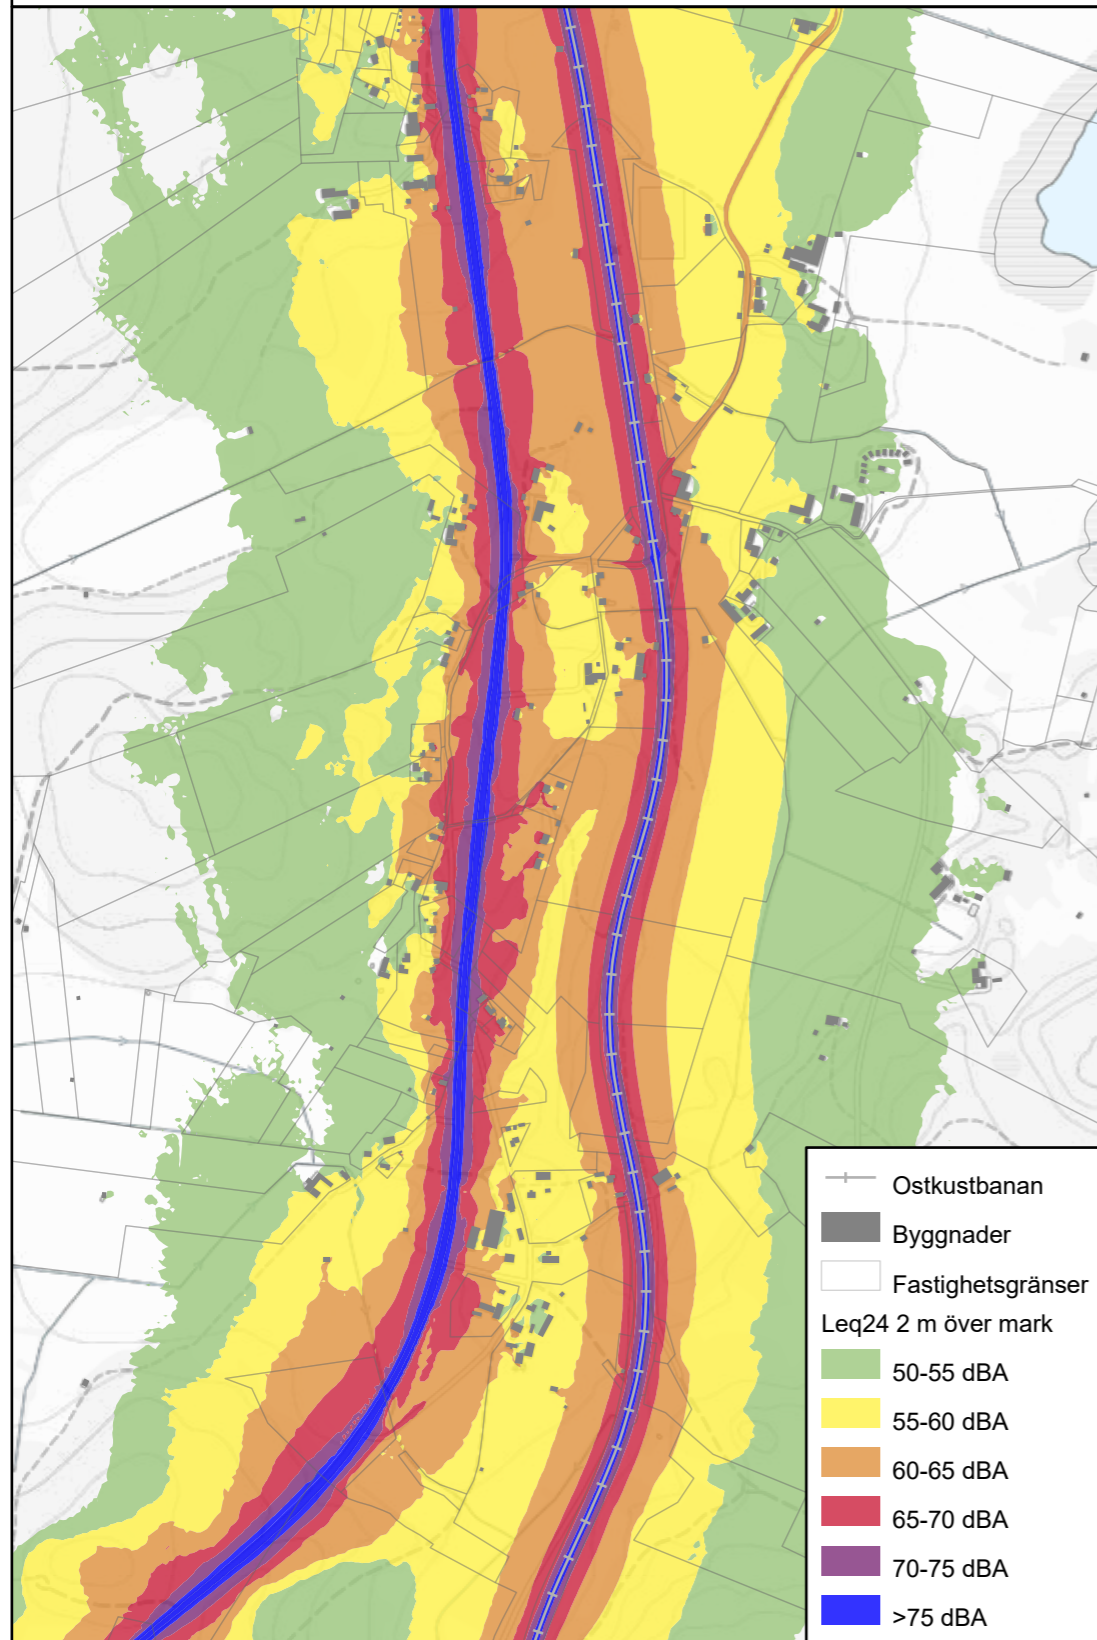 Ostkustbanan
Byggnader
Fastighetsgränser
Leq24 2 m över mark
50-55 dBA
55-60 dBA
60-65 dBA
65-70 dBA
70-75 dBA
>75 dBA